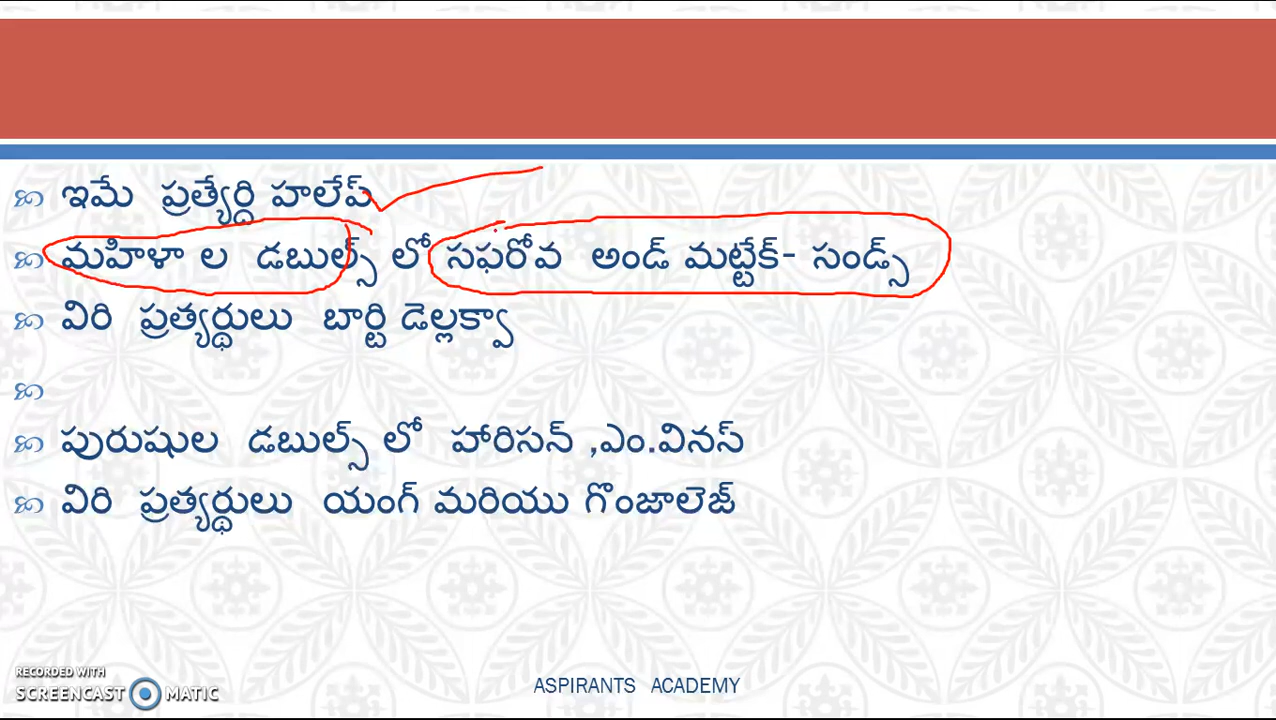 ఇమే ప్రత్యేర్ది హలేప్
మహిళా ల డబుల్స్ లో సఫరోవ అండ్ మట్టేక్- సండ్స్
విరి ప్రత్యర్థులు బార్టి డెల్లక్వా
పురుషుల డబుల్స్ లో హారిసన్ ,ఎం.వినస్
విరి ప్రత్యర్థులు యంగ్ మరియు గొంజాలెజ్
RECORDED WITH
SCREENCAST MATIC
ASPIRANTS ACADEMY